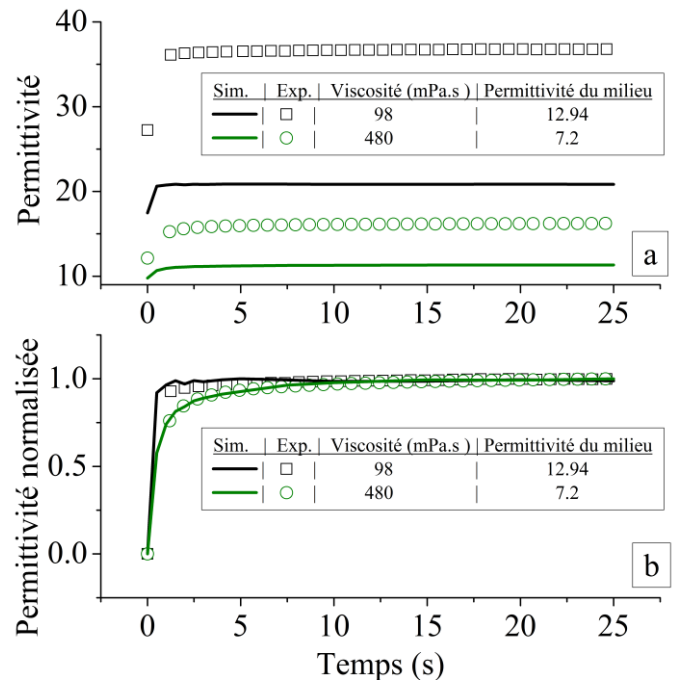 40
30
20
10
Permittivité
Sim. | Exp. | Viscosité (mPa.s) | Permittivité du milieu
| | 98 | 12.94
| | 480 | 7.2
a
0 5 10 15 20 25
1.0
0.5
0.0
Permittivité normalisée
Sim. | Exp. | Viscosité (mPa.s) | Permittivité du milieu
| | 98 | 12.94
| | 480 | 7.2
b
0 5 10 15 20 25
Temps (s)